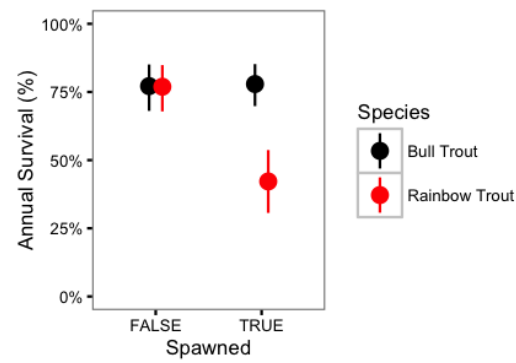 100%
75%
50%
25%
0%
Annual Survival (%)
FALSE
TRUE
Spawned
Species
Bull Trout
Rainbow Trout